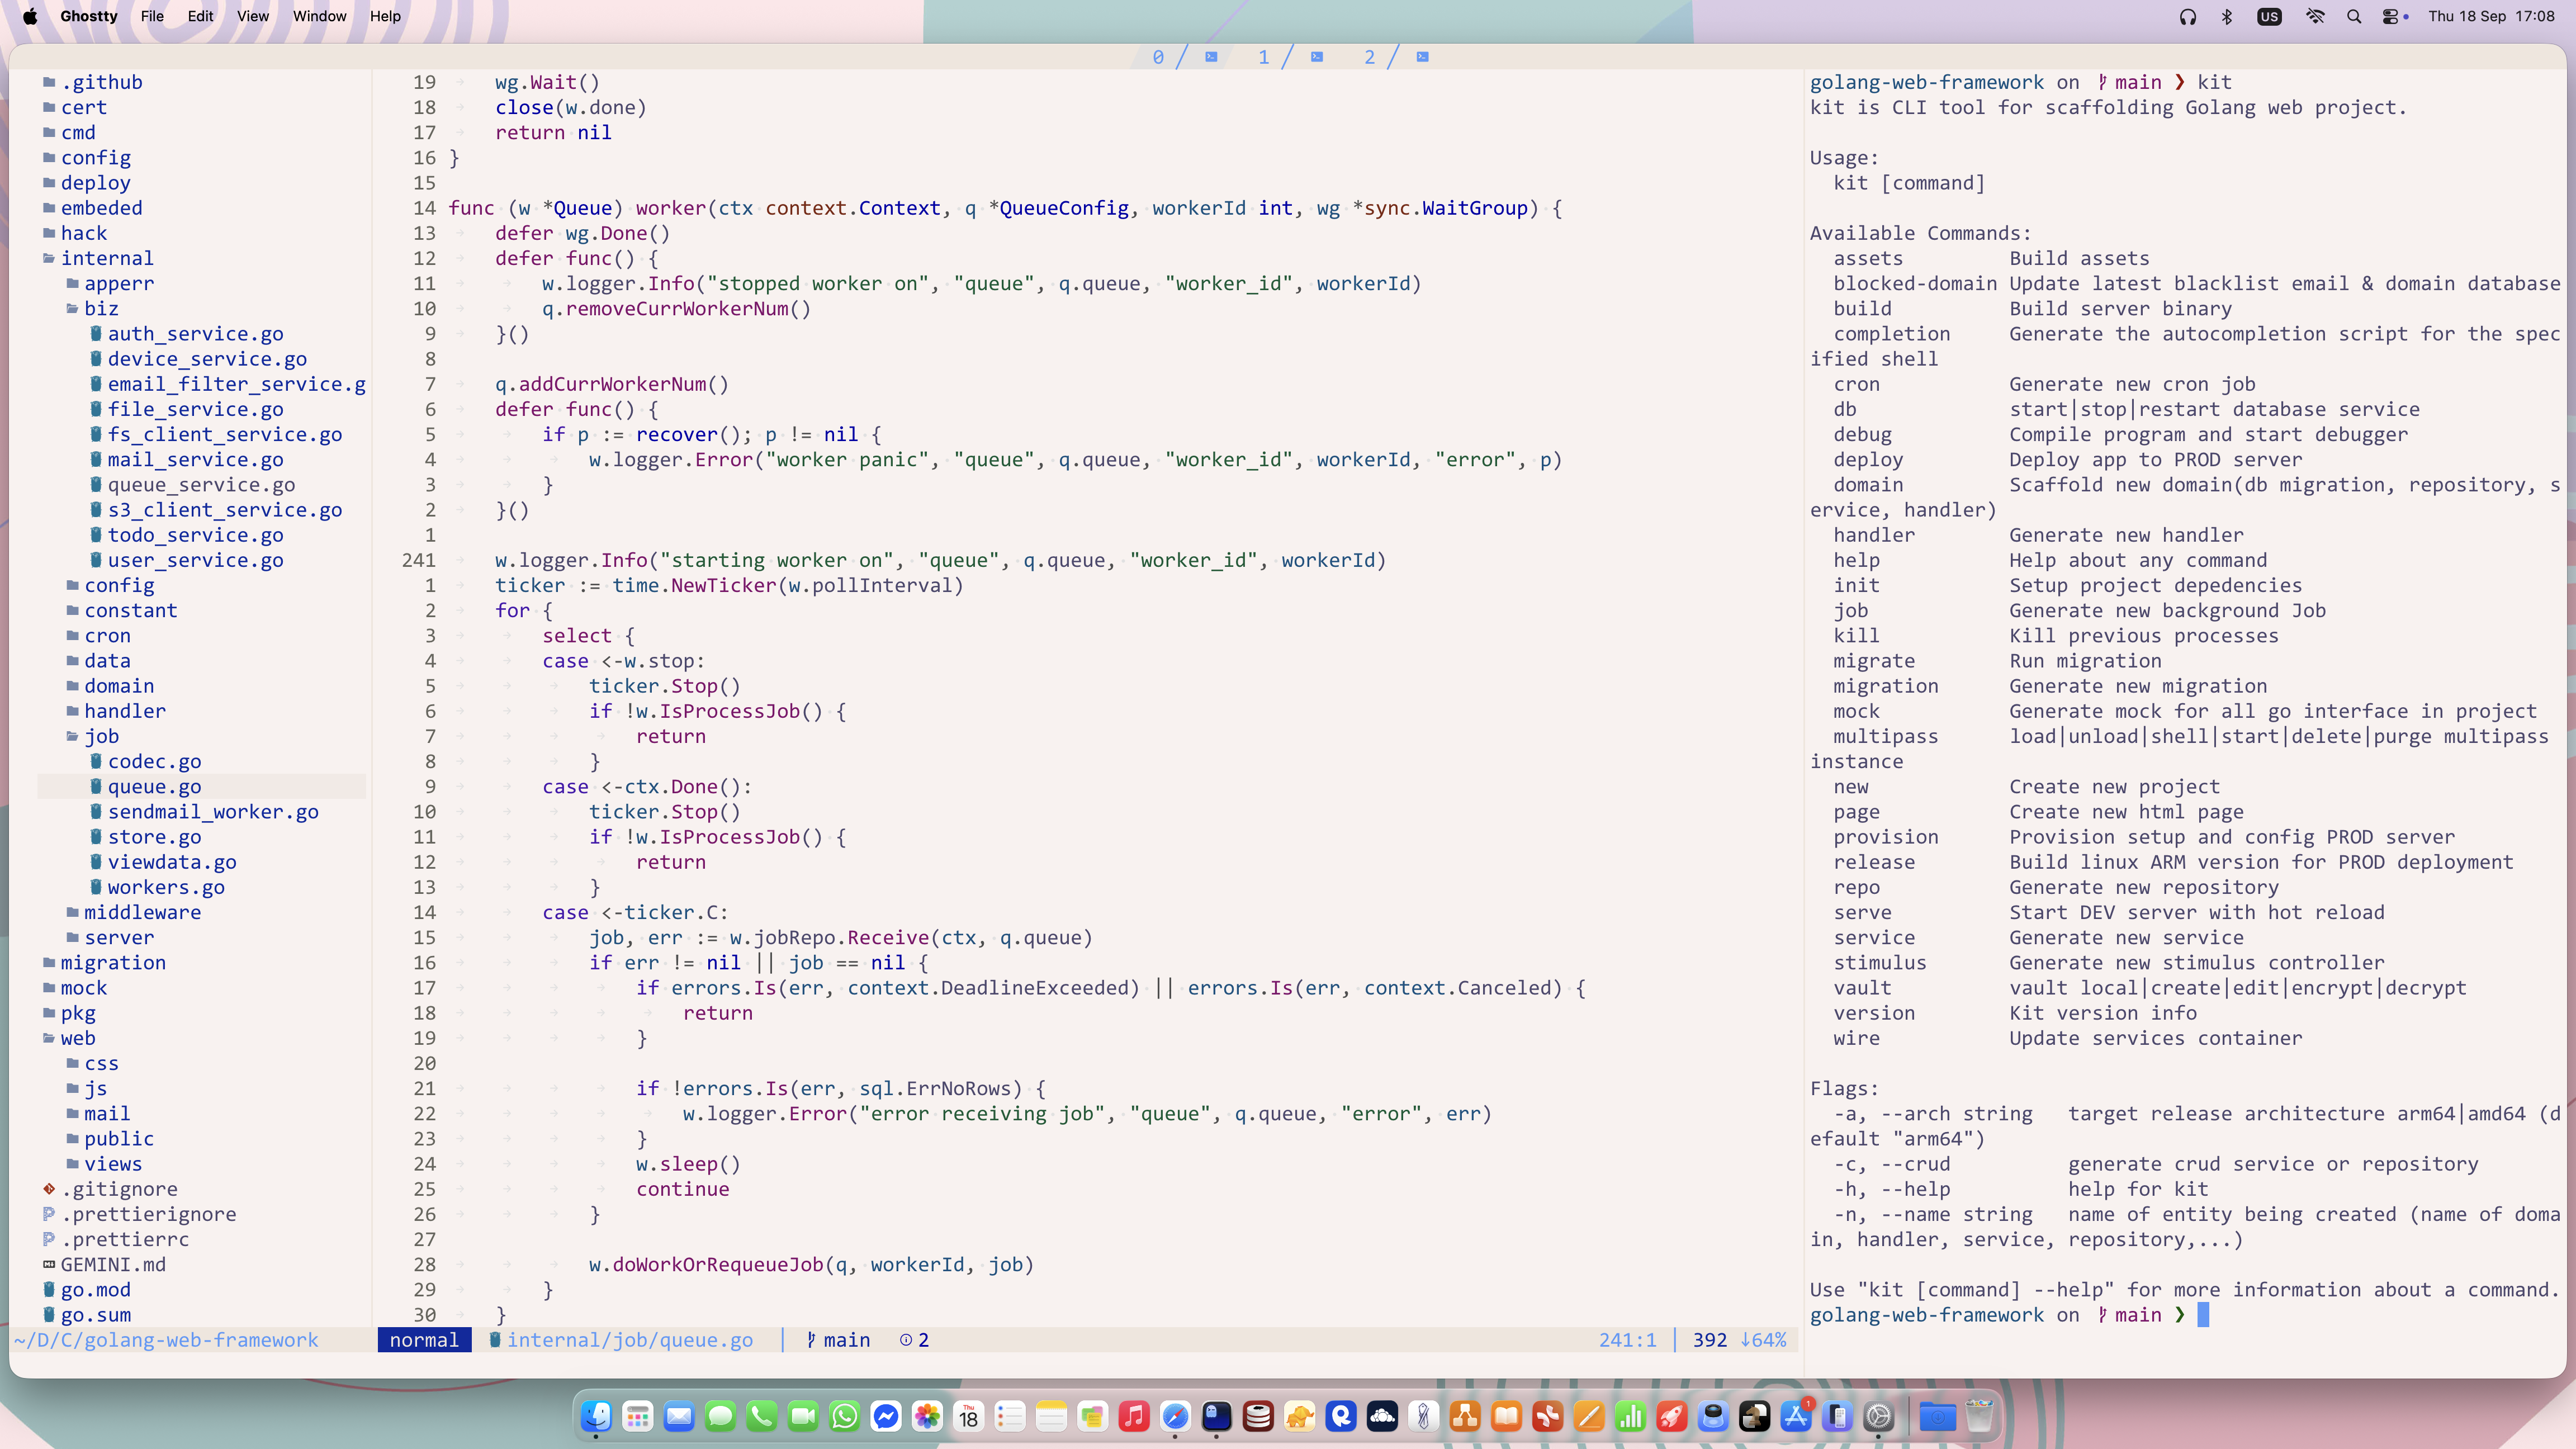 Ghostty File Edit View Window Help
US Thu 18 Sep 17:08
0 / 1 / 2 /
.github
cert
cmd
config
deploy
embeded
hack
internal
apperr
biz
auth_service.go
device_service.go
email_filter_service.g
file_service.go
fs_client_service.go
mail_service.go
queue_service.go
s3_client_service.go
todo_service.go
user_service.go
config
constant
cron
data
domain
handler
job
codec.go
queue.go
sendmail_worker.go
store.go
viewdata.go
workers.go
middleware
server
migration
mock
pkg
web
css
js
mail
public
views
.gitignore
.prettierignore
.prettierrc
GEMINI.md
go.mod
go.sum
~/D/C/golang-web-framework
19 wg.Wait()
18 close(w.done)
17 return nil
16 }
15
14 func (w *Queue) worker(ctx context.Context, q *QueueConfig, workerId int, wg *sync.WaitGroup) {
13 defer wg.Done()
12 defer func() {
11 w.logger.Info("stopped worker on", "queue", q.queue, "worker_id", workerId)
10 q.removeCurrWorkerNum()
9 }()
8
7 q.addCurrWorkerNum()
6 defer func() {
5 if p := recover(); p != nil {
4 w.logger.Error("worker panic", "queue", q.queue, "worker_id", workerId, "error", p)
3 }
2 }()
1
241 w.logger.Info("starting worker on", "queue", q.queue, "worker_id", workerId)
1 ticker := time.NewTicker(w.pollInterval)
2 for {
3 select {
4 case <-w.stop:
5 ticker.Stop()
6 if !w.IsProcessJob() {
7 return
8 }
9 case <-ctx.Done():
10 ticker.Stop()
11 if !w.IsProcessJob() {
12 return
13 }
14 case <-ticker.C:
15 job, err := w.jobRepo.Receive(ctx, q.queue)
16 if err != nil || job == nil {
17 if errors.Is(err, context.DeadlineExceeded) || errors.Is(err, context.Canceled) {
18 return
19 }
20
21 if !errors.Is(err, sql.ErrNoRows) {
22 w.logger.Error("error receiving job", "queue", q.queue, "error", err)
23 }
24 w.sleep()
25 continue
26 }
27
28 w.doWorkOrRequeueJob(q, workerId, job)
29 }
30 }
normal internal/job/queue.go | main 2 241:1 | 392 ↓64%
golang-web-framework on main ❯ kit
kit is CLI tool for scaffolding Golang web project.
Usage:
kit [command]
Available Commands:
assets Build assets
blocked-domain Update latest blacklist email & domain database
build Build server binary
completion Generate the autocompletion script for the spec
ified shell
cron Generate new cron job
db start|stop|restart database service
debug Compile program and start debugger
deploy Deploy app to PROD server
domain Scaffold new domain(db migration, repository, s
ervice, handler)
handler Generate new handler
help Help about any command
init Setup project depedencies
job Generate new background Job
kill Kill previous processes
migrate Run migration
migration Generate new migration
mock Generate mock for all go interface in project
multipass load|unload|shell|start|delete|purge multipass
instance
new Create new project
page Create new html page
provision Provision setup and config PROD server
release Build linux ARM version for PROD deployment
repo Generate new repository
serve Start DEV server with hot reload
service Generate new service
stimulus Generate new stimulus controller
vault vault local|create|edit|encrypt|decrypt
version Kit version info
wire Update services container
Flags:
-a, --arch string target release architecture arm64|amd64 (d
efault "arm64")
-c, --crud generate crud service or repository
-h, --help help for kit
-n, --name string name of entity being created (name of doma
in, handler, service, repository,...)
Use "kit [command] --help" for more information about a command.
golang-web-framework on main ❯
Thu
18
1